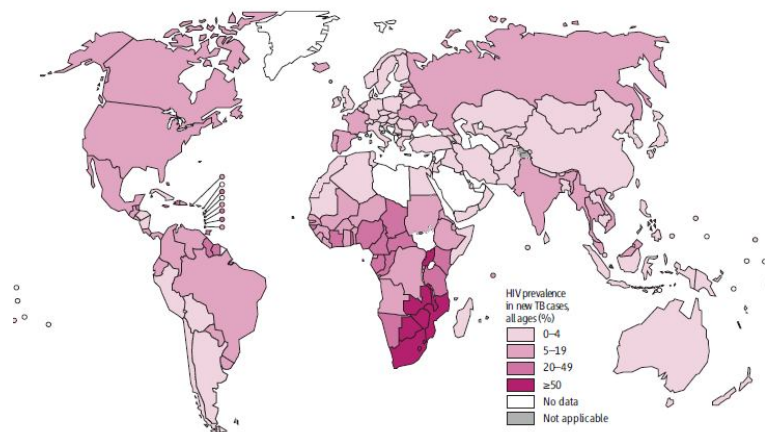 HIV prevalence
in new TB cases,
all ages (%)
0–4
5–19
20–49
≥50
No data
Not applicable